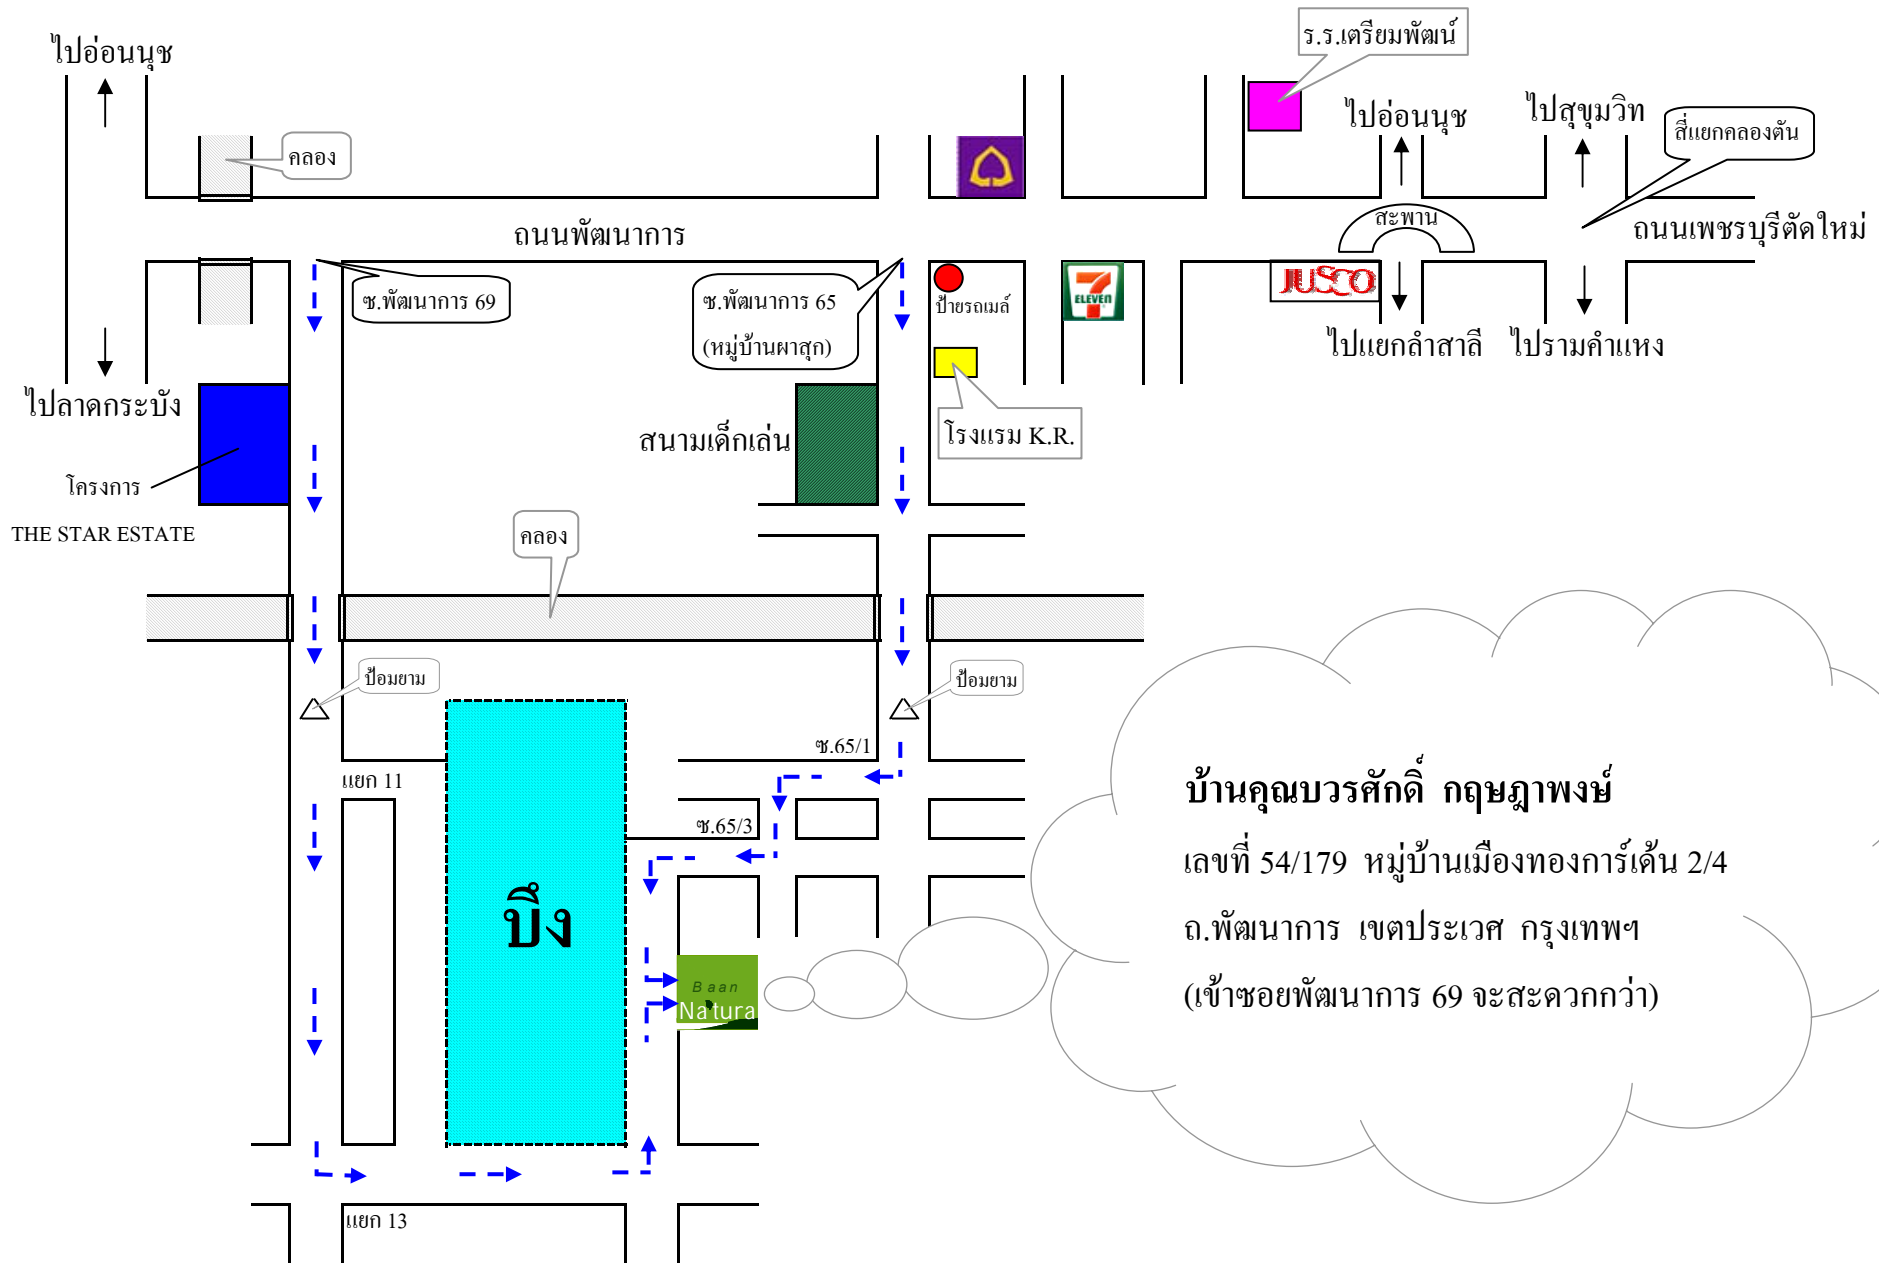 ไปอ่อนนุช
ร.ร.เตรียมพัฒน์
ไปอ่อนนุช
ไปสุขุมวิท
สี่แยกคลองตัน
คลอง
สะพาน
ถนนพัฒนาการ
ถนนเพชรบุรีตัดใหม่
ซ.พัฒนาการ 69
ซ.พัฒนาการ 65
(หมู่บ้านผาสุก)
ป้ายรถเมล์
7
ELEVEN
JUSCO
ไปแยกลำสาลี
ไปรามคำแหง
ไปลาดกระบัง
สนามเด็กเล่น
โรงแรม K.R.
โครงการ
THE STAR ESTATE
คลอง
ป้อมยาม
ป้อมยาม
ซ.65/1
แยก 11
ซ.65/3
บึง
Baan
Natura
บ้านคุณบวรศักดิ์ กฤษฎาพงษ์
เลขที่ 54/179 หมู่บ้านเมืองทองการ์เด้น 2/4
ถ.พัฒนาการ เขตประเวศ กรุงเทพฯ
(เข้าซอยพัฒนาการ 69 จะสะดวกกว่า)
แยก 13